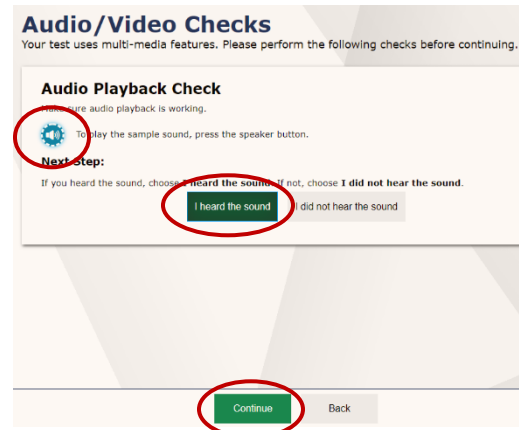 Audio/Video Checks
Your test uses multi-media features. Please perform the following checks before continuing.
Audio Playback Check
Make sure audio playback is working.
To play the sample sound, press the speaker button.
Next Step:
If you heard the sound, choose I heard the sound. If not, choose I did not hear the sound.
I heard the sound I did not hear the sound
Continue Back